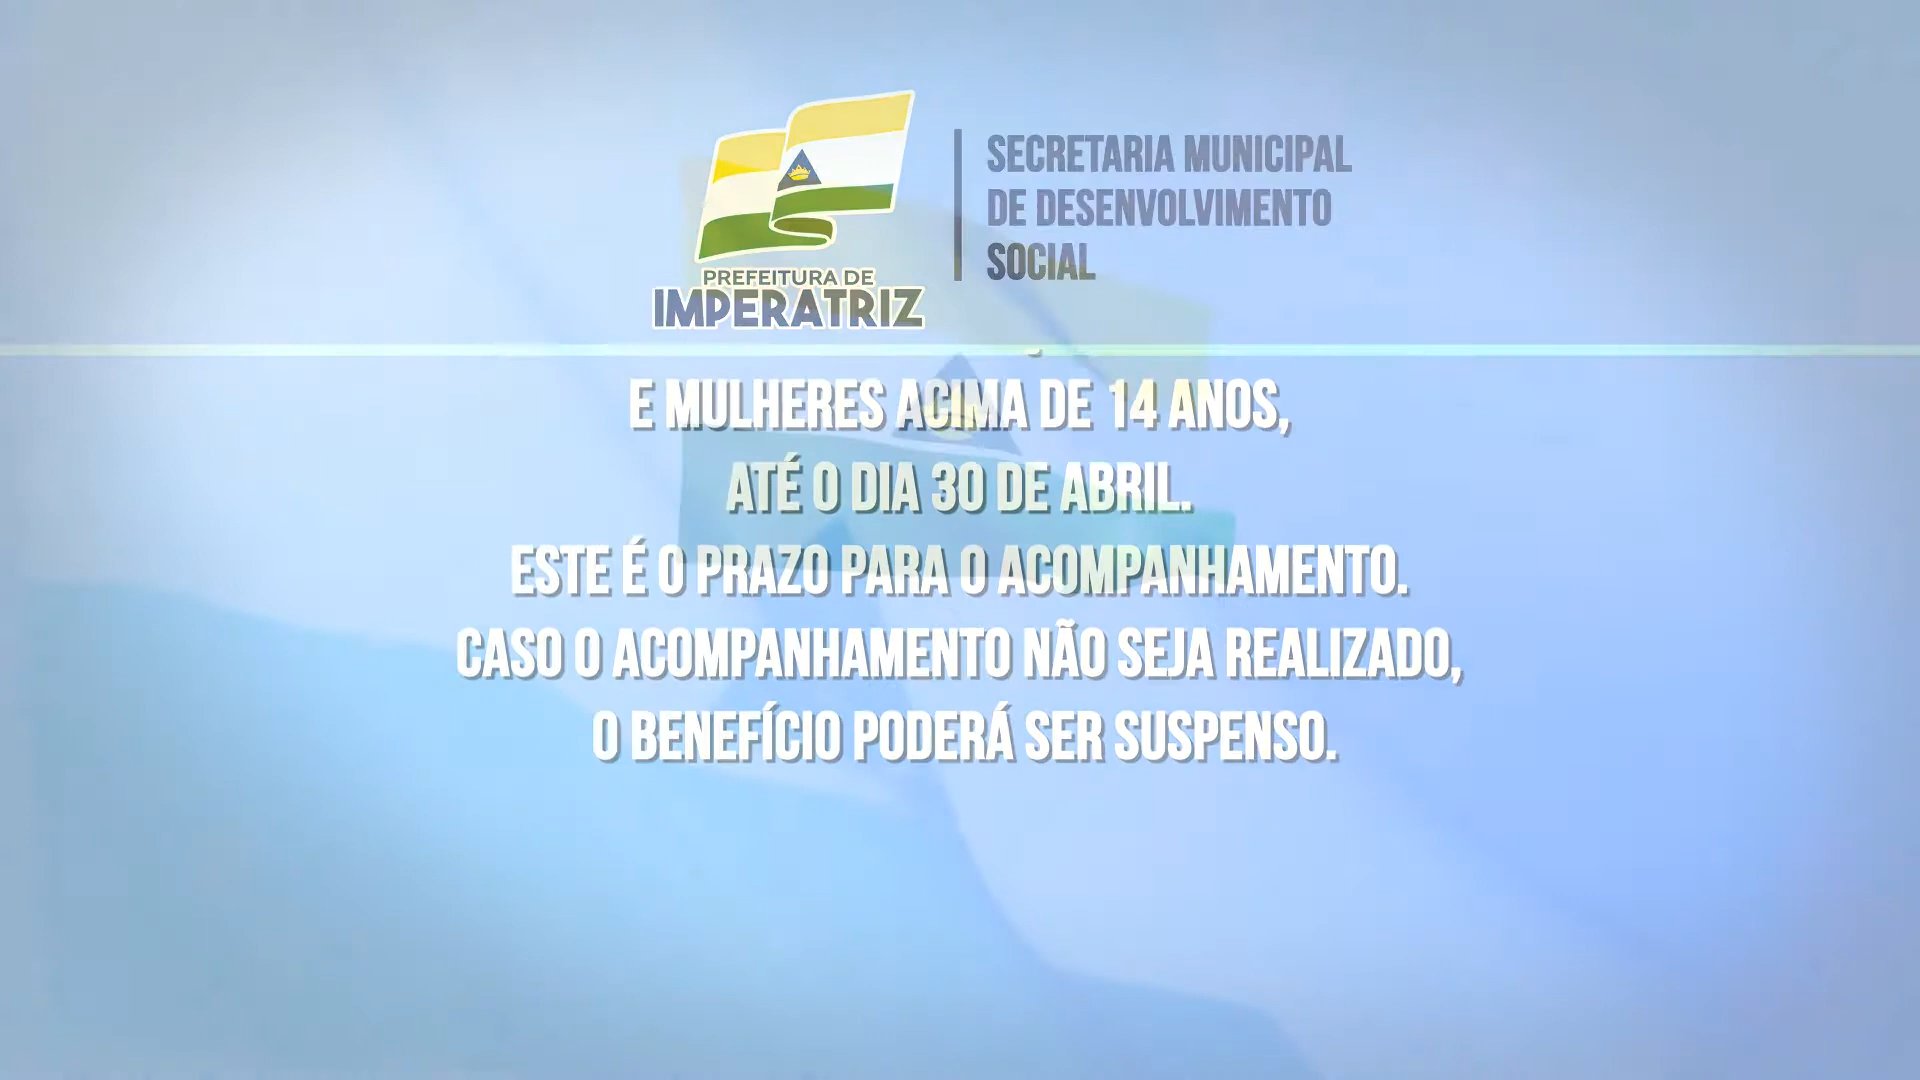 PREFEITURA DE
IMPERATRIZ
SECRETARIA MUNICIPAL
DE DESENVOLVIMENTO
SOCIAL
E MULHERES ACIMA DE 14 ANOS,
ATÉ O DIA 30 DE ABRIL.
ESTE É O PRAZO PARA O ACOMPANHAMENTO.
CASO O ACOMPANHAMENTO NÃO SEJA REALIZADO,
O BENEFÍCIO PODERÁ SER SUSPENSO.